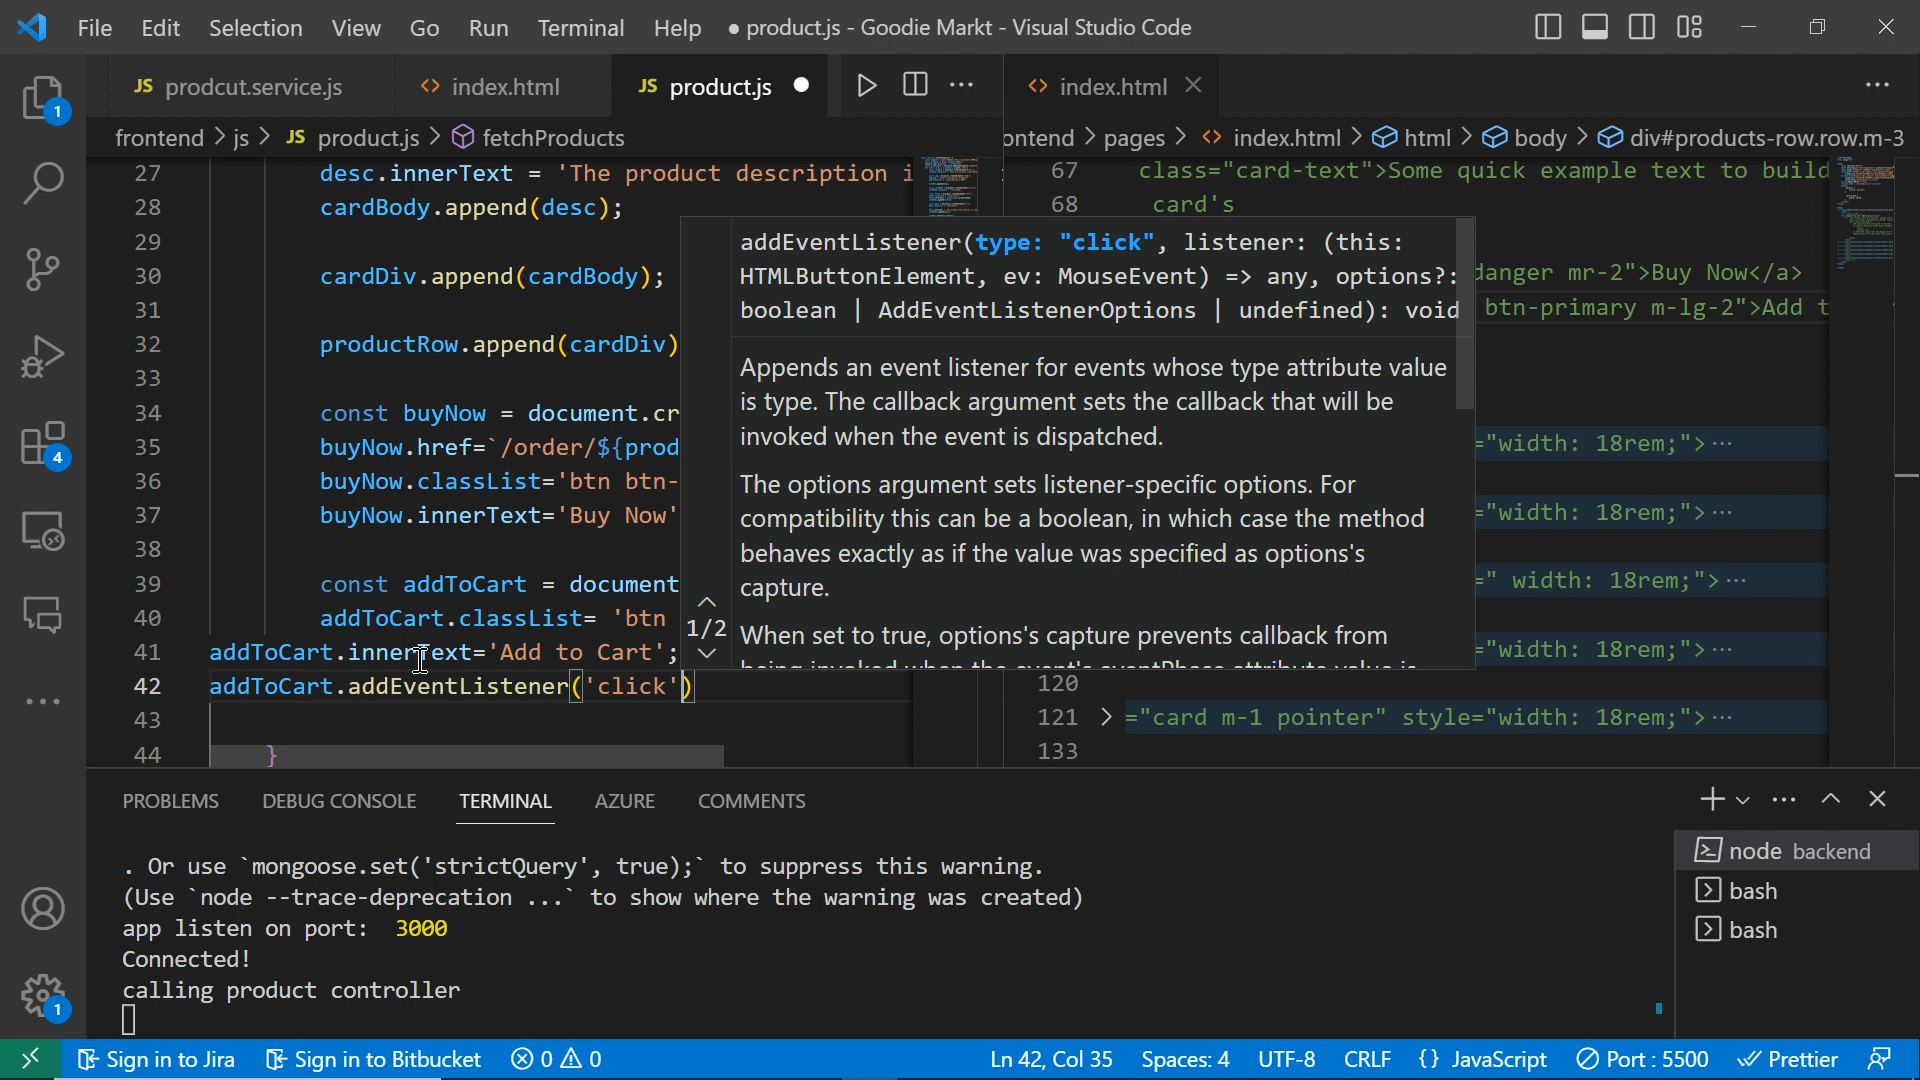 File Edit Selection View Go Run Terminal Help ● product.js - Goodie Markt - Visual Studio Code
JS prodcut.service.js <> index.html JS product.js ●
<> index.html
frontend > js > JS product.js > fetchProducts
ontend > pages > <> index.html > html > body > div#products-row.row.m-3
27 desc.innerText = 'The product description i
28 cardBody.append(desc);
29
30 cardDiv.append(cardBody);
31
32 productRow.append(cardDiv)
33
34 const buyNow = document.cr
35 buyNow.href=`/order/${prod
36 buyNow.classList='btn btn-
37 buyNow.innerText='Buy Now'
38
39 const addToCart = document
40 addToCart.classList= 'btn
41 addToCart.innerText='Add to Cart';
42 addToCart.addEventListener('click')
43
44 }
addEventListener(type: "click", listener: (this:
HTMLButtonElement, ev: MouseEvent) => any, options?:
boolean | AddEventListenerOptions | undefined): void
Appends an event listener for events whose type attribute value
is type. The callback argument sets the callback that will be
invoked when the event is dispatched.
The options argument sets listener-specific options. For
compatibility this can be a boolean, in which case the method
behaves exactly as if the value was specified as options's
capture.
1/2
When set to true, options's capture prevents callback from
being invoked when the event's eventPhase attribute value is
67 class="card-text">Some quick example text to build
68 card's
danger mr-2">Buy Now</a>
btn-primary m-lg-2">Add t
="width: 18rem;">…
="width: 18rem;">…
=" width: 18rem;">…
="width: 18rem;">…
120
121 > ="card m-1 pointer" style="width: 18rem;">…
133
PROBLEMS DEBUG CONSOLE TERMINAL AZURE COMMENTS
. Or use `mongoose.set('strictQuery', true);` to suppress this warning.
(Use `node --trace-deprecation ...` to show where the warning was created)
app listen on port: 3000
Connected!
calling product controller
node backend
bash
bash
1
4
1
Sign in to Jira Sign in to Bitbucket 0 0 Ln 42, Col 35 Spaces: 4 UTF-8 CRLF {} JavaScript Port : 5500 Prettier